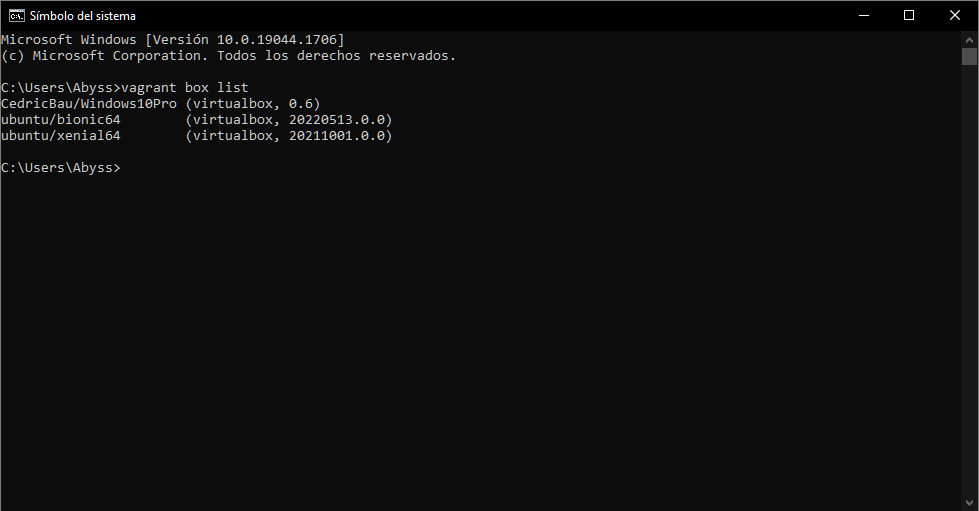 Símbolo del sistema
Microsoft Windows [Versión 10.0.19044.1706]
(c) Microsoft Corporation. Todos los derechos reservados.
C:\Users\Abyss>vagrant box list
CedricBau/Windows10Pro (virtualbox, 0.6)
ubuntu/bionic64        (virtualbox, 20220513.0.0)
ubuntu/xenial64        (virtualbox, 20211001.0.0)
C:\Users\Abyss>